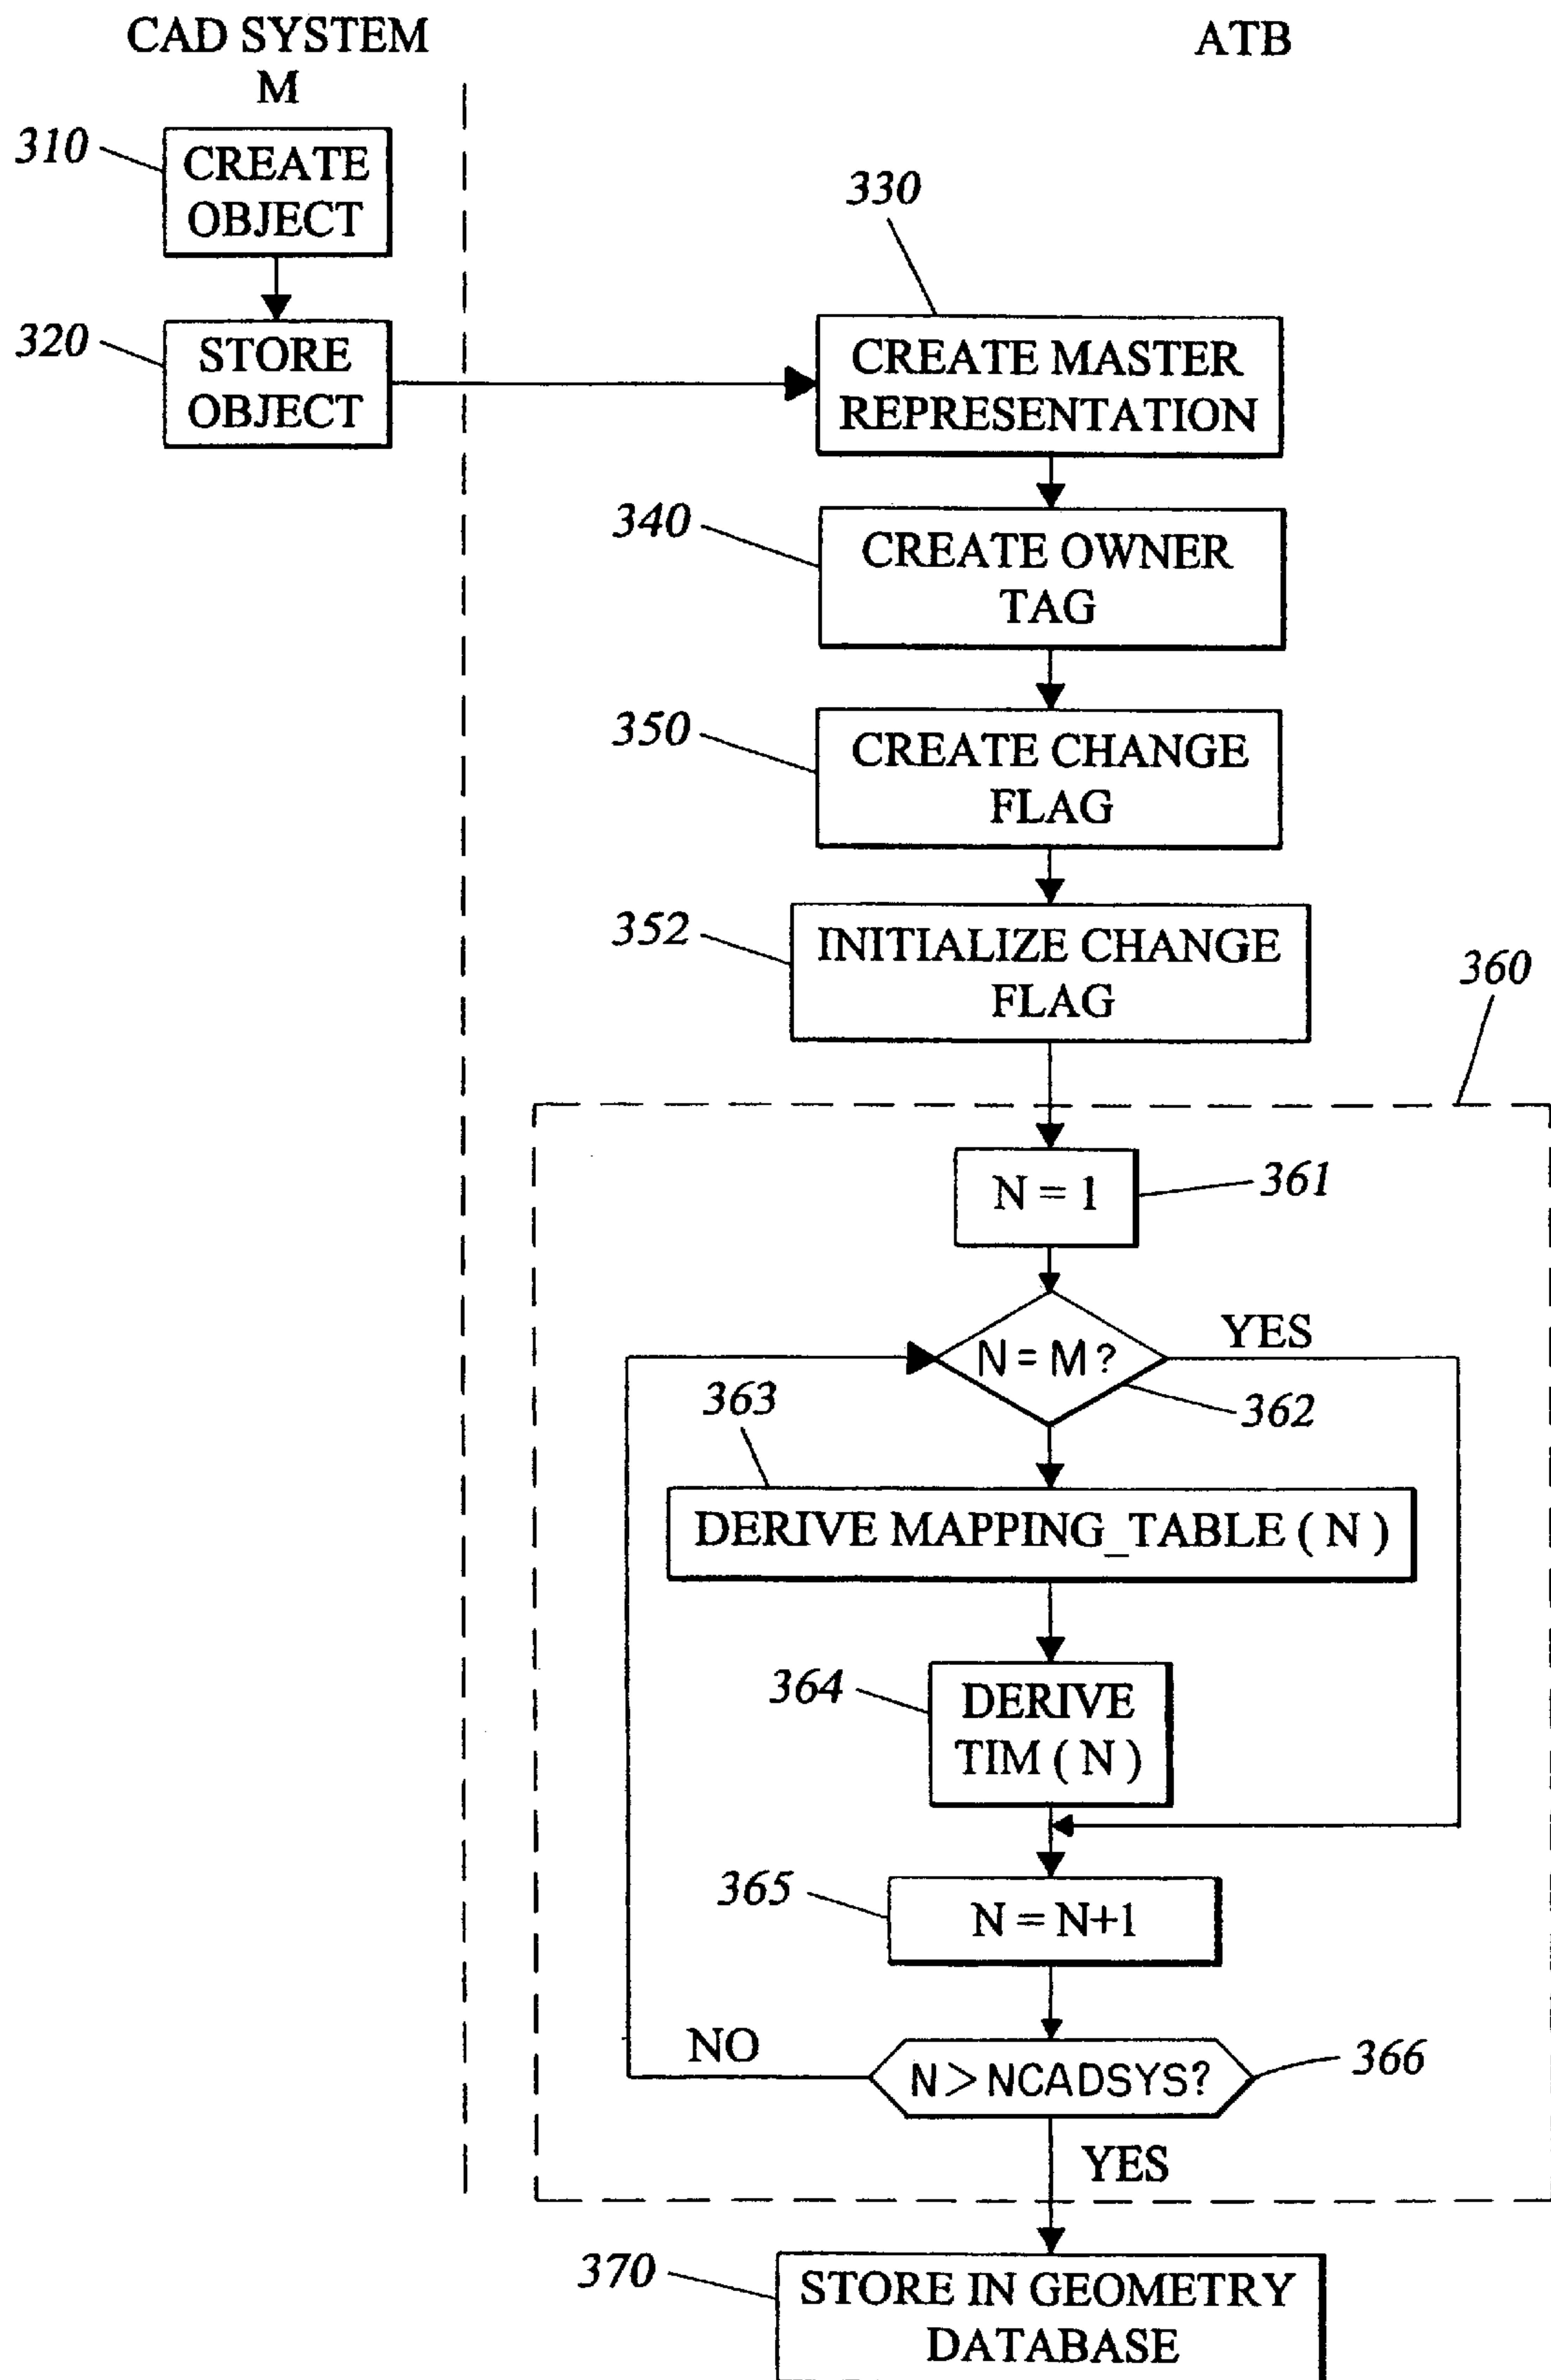 CAD SYSTEM
M
ATB
310
CREATE
OBJECT
330
320
STORE
OBJECT
CREATE MASTER
REPRESENTATION
340
CREATE OWNER
TAG
350
CREATE CHANGE
FLAG
352
INITIALIZE CHANGE
FLAG
360
N = 1
361
N = M ?
YES
362
363
DERIVE MAPPING_TABLE ( N )
364
DERIVE
TIM ( N )
365
N = N+1
NO
N > NCADSYS?
366
YES
370
STORE IN GEOMETRY
DATABASE